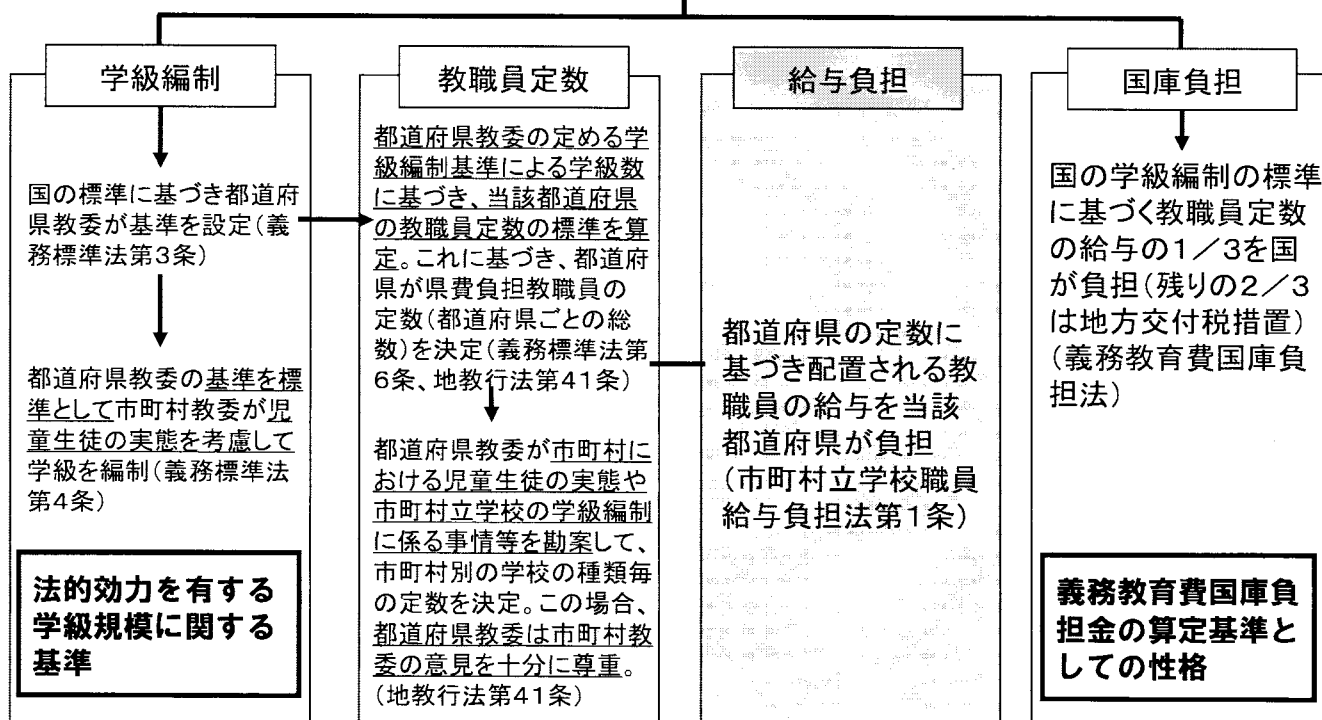 学級編制
国の標準に基づき都道府
県教委が基準を設定(義
務標準法第3条)
都道府県教委の基準を標
準として市町村教委が児
童生徒の実態を考慮して
学級を編制(義務標準法
第4条)
法的効力を有する
学級規模に関する
基準
教職員定数
都道府県教委の定める学
級編制基準による学級数
に基づき、当該都道府県
の教職員定数の標準を算
定。これに基づき、都道府
県が県費負担教職員の
定数(都道府県ごとの総
数)を決定(義務標準法第
6条、地教行法第41条)
都道府県教委が市町村に
おける児童生徒の実態や
市町村立学校の学級編制
に係る事情等を勘案して、
市町村別の学校の種類毎
の定数を決定。この場合、
都道府県教委は市町村教
委の意見を十分に尊重。
(地教行法第41条)
給与負担
都道府県の定数に
基づき配置される教
職員の給与を当該
都道府県が負担
(市町村立学校職員
給与負担法第1条)
国庫負担
国の学級編制の標準
に基づく教職員定数
の給与の1/3を国
が負担(残りの2/3
は地方交付税措置)
(義務教育費国庫負
担法)
義務教育費国庫負
担金の算定基準と
しての性格